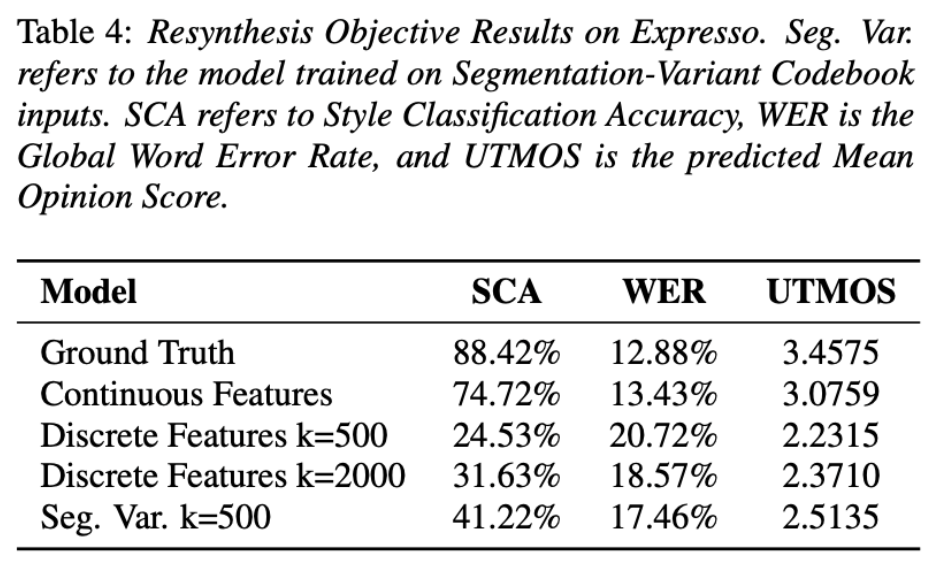 Table 4: Resynthesis Objective Results on Expresso. Seg. Var.
refers to the model trained on Segmentation-Variant Codebook
inputs. SCA refers to Style Classification Accuracy, WER is the
Global Word Error Rate, and UTMOS is the predicted Mean
Opinion Score.
Model SCA WER UTMOS
Ground Truth 88.42% 12.88% 3.4575
Continuous Features 74.72% 13.43% 3.0759
Discrete Features k=500 24.53% 20.72% 2.2315
Discrete Features k=2000 31.63% 18.57% 2.3710
Seg. Var. k=500 41.22% 17.46% 2.5135